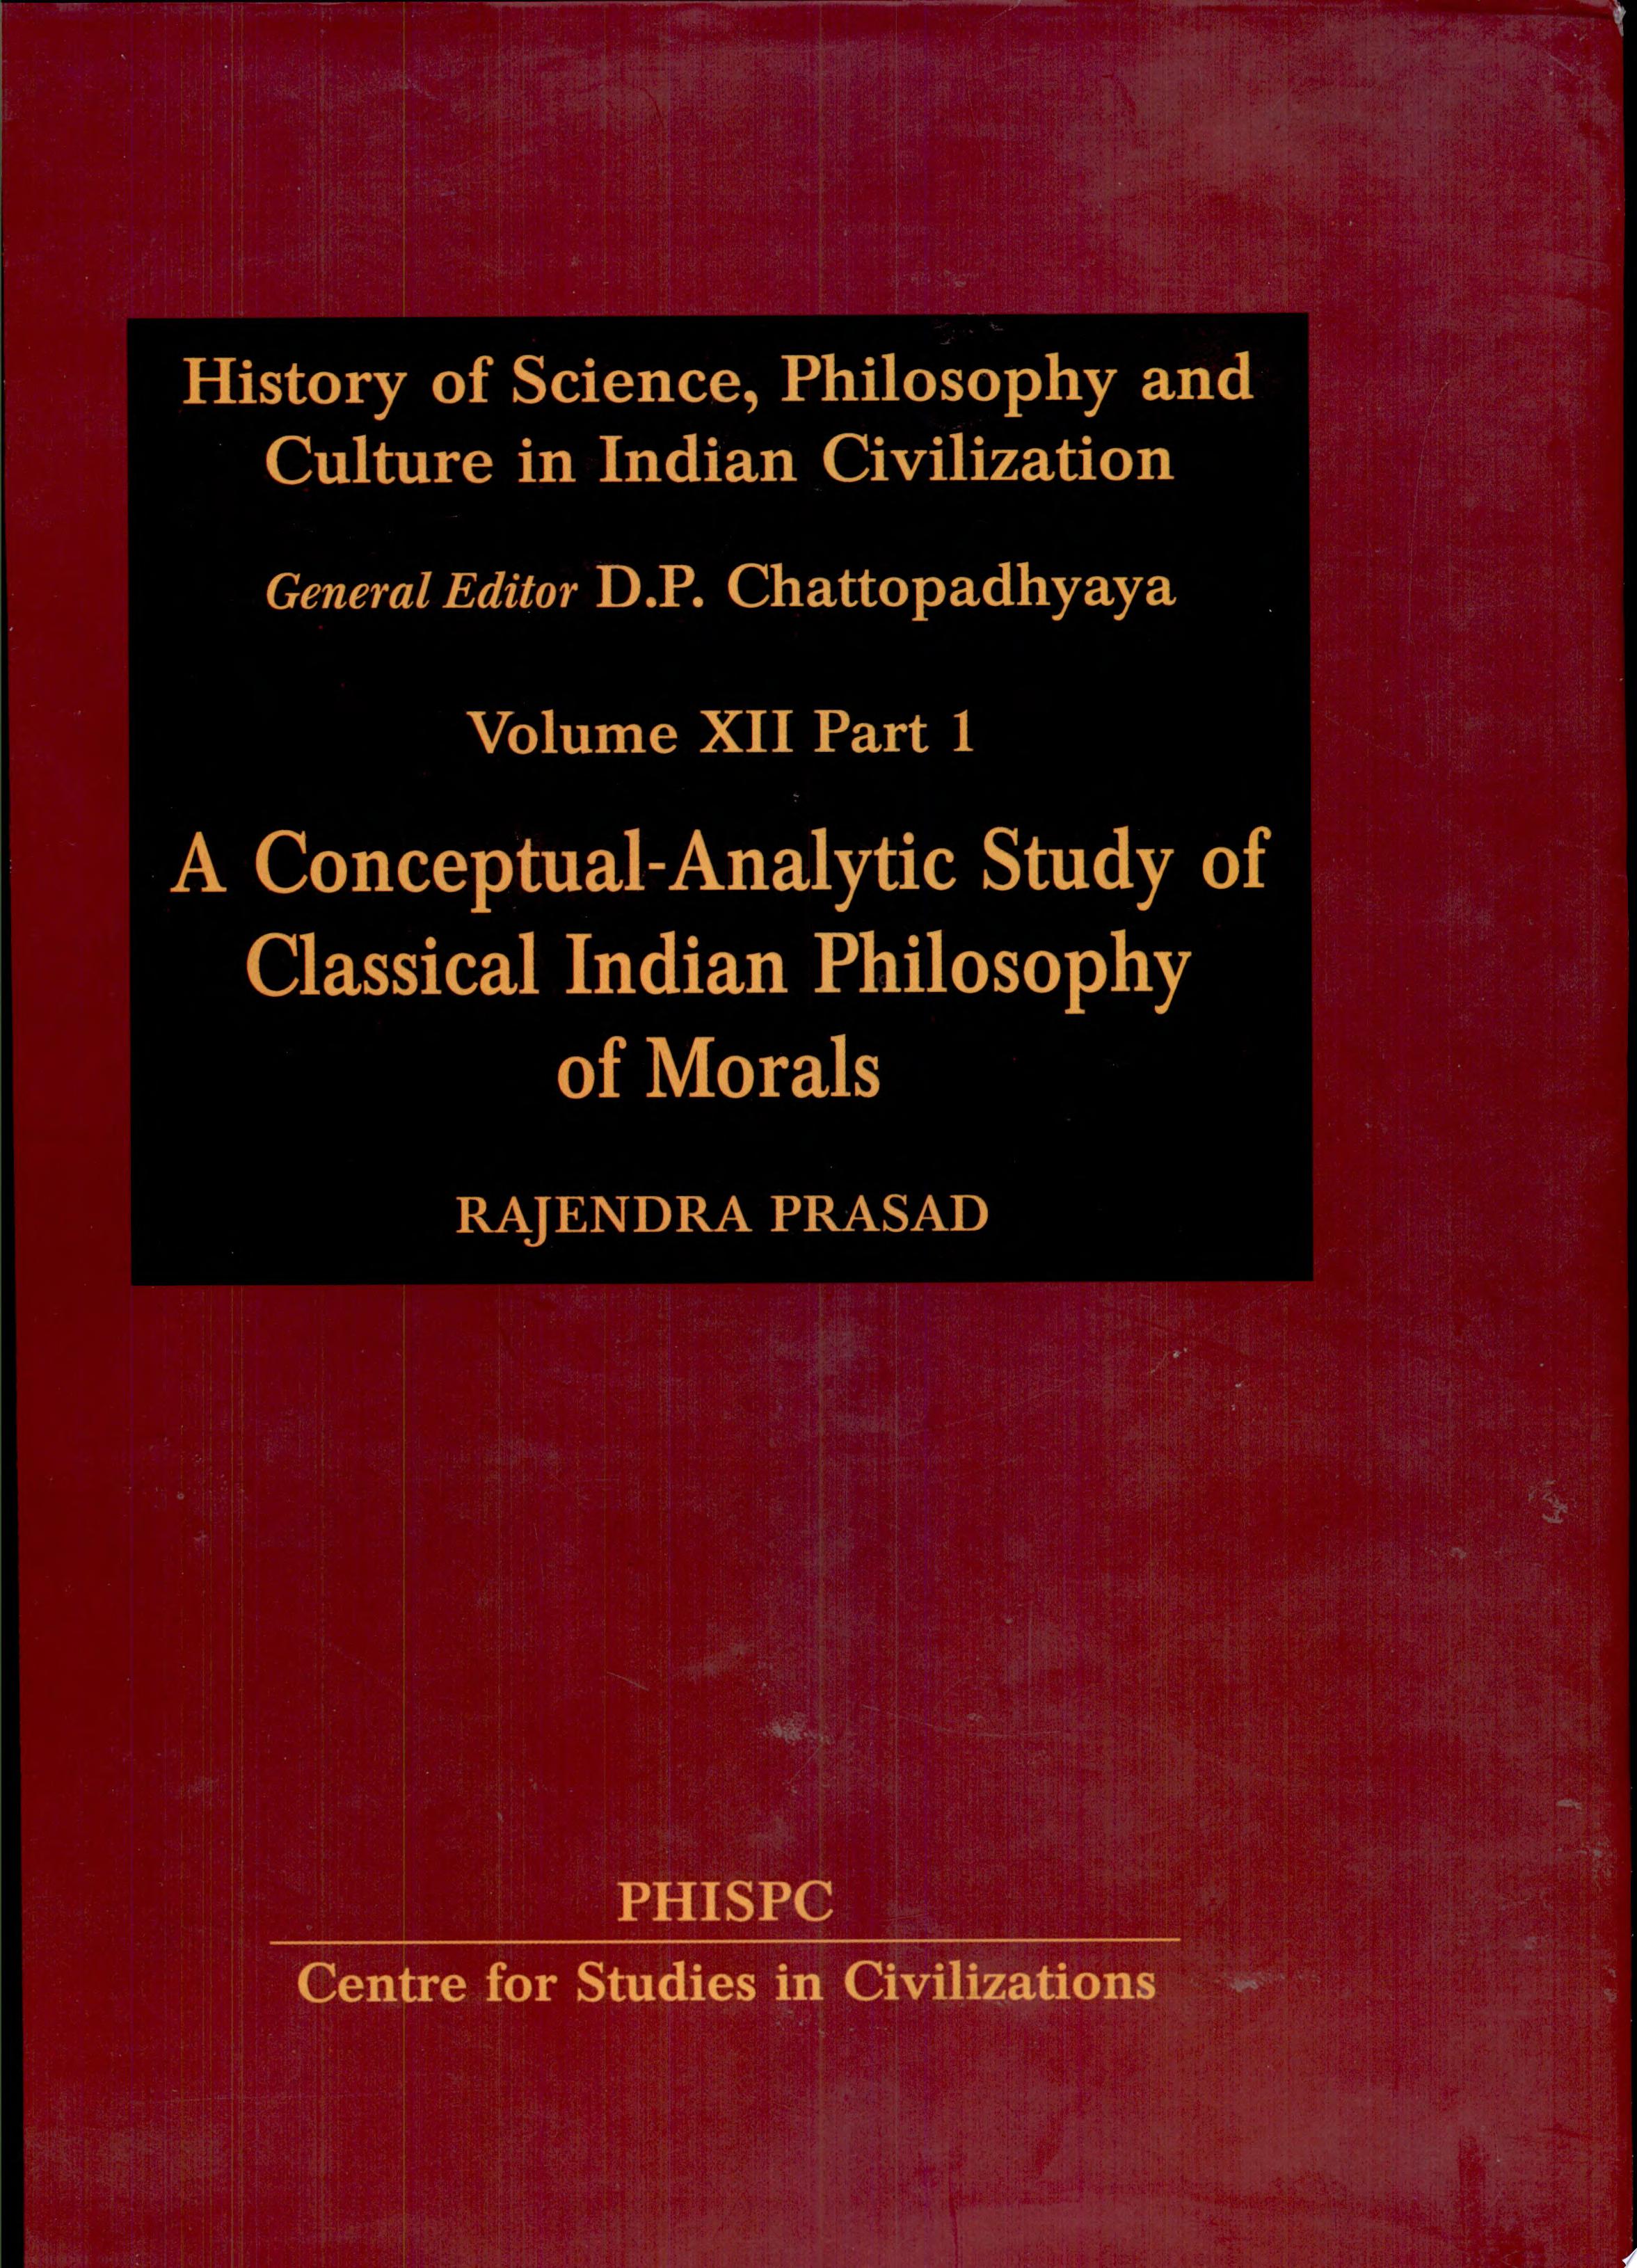 History of Science, Philosophy and
Culture in Indian Civilization
General Editor D.P. Chattopadhyaya
Volume XII Part 1
A Conceptual-Analytic Study of
Classical Indian Philosophy
of Morals
RAJENDRA PRASAD
PHISPC
Centre for Studies in Civilizations